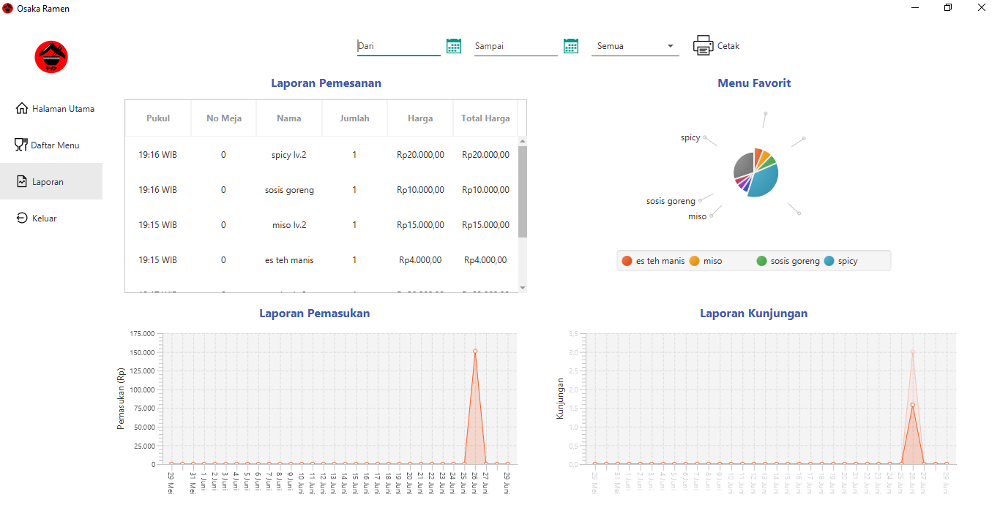 Osaka Ramen
Dari
Sampai
Semua
Cetak
Halaman Utama
Daftar Menu
Laporan
Keluar
Laporan Pemesanan
Pukul No Meja Nama Jumlah Harga Total Harga
19:16 WIB 0 spicy lv.2 1 Rp20.000,00 Rp20.000,00
19:16 WIB 0 sosis goreng 1 Rp10.000,00 Rp10.000,00
19:15 WIB 0 miso lv.2 1 Rp15.000,00 Rp15.000,00
19:15 WIB 0 es teh manis 1 Rp4.000,00 Rp4.000,00
Menu Favorit
spicy
sosis goreng
miso
es teh manis miso sosis goreng spicy
Laporan Pemasukan
Pemasukan (Rp)
175.000
150.000
125.000
100.000
75.000
50.000
25.000
0
29 Mei 31 Mei 1 Juni 2 Juni 3 Juni 4 Juni 5 Juni 6 Juni 7 Juni 8 Juni 9 Juni 10 Juni 11 Juni 12 Juni 13 Juni 14 Juni 15 Juni 16 Juni 17 Juni 18 Juni 19 Juni 20 Juni 21 Juni 22 Juni 23 Juni 24 Juni 25 Juni 26 Juni 27 Juni 29 Juni
Laporan Kunjungan
Kunjungan
3,5
3,0
2,5
2,0
1,5
1,0
0,5
0,0
29 Mei 31 Mei 1 Juni 2 Juni 3 Juni 4 Juni 5 Juni 6 Juni 7 Juni 8 Juni 9 Juni 10 Juni 11 Juni 12 Juni 13 Juni 14 Juni 15 Juni 16 Juni 17 Juni 18 Juni 19 Juni 20 Juni 21 Juni 22 Juni 23 Juni 24 Juni 25 Juni 26 Juni 27 Juni 29 Juni